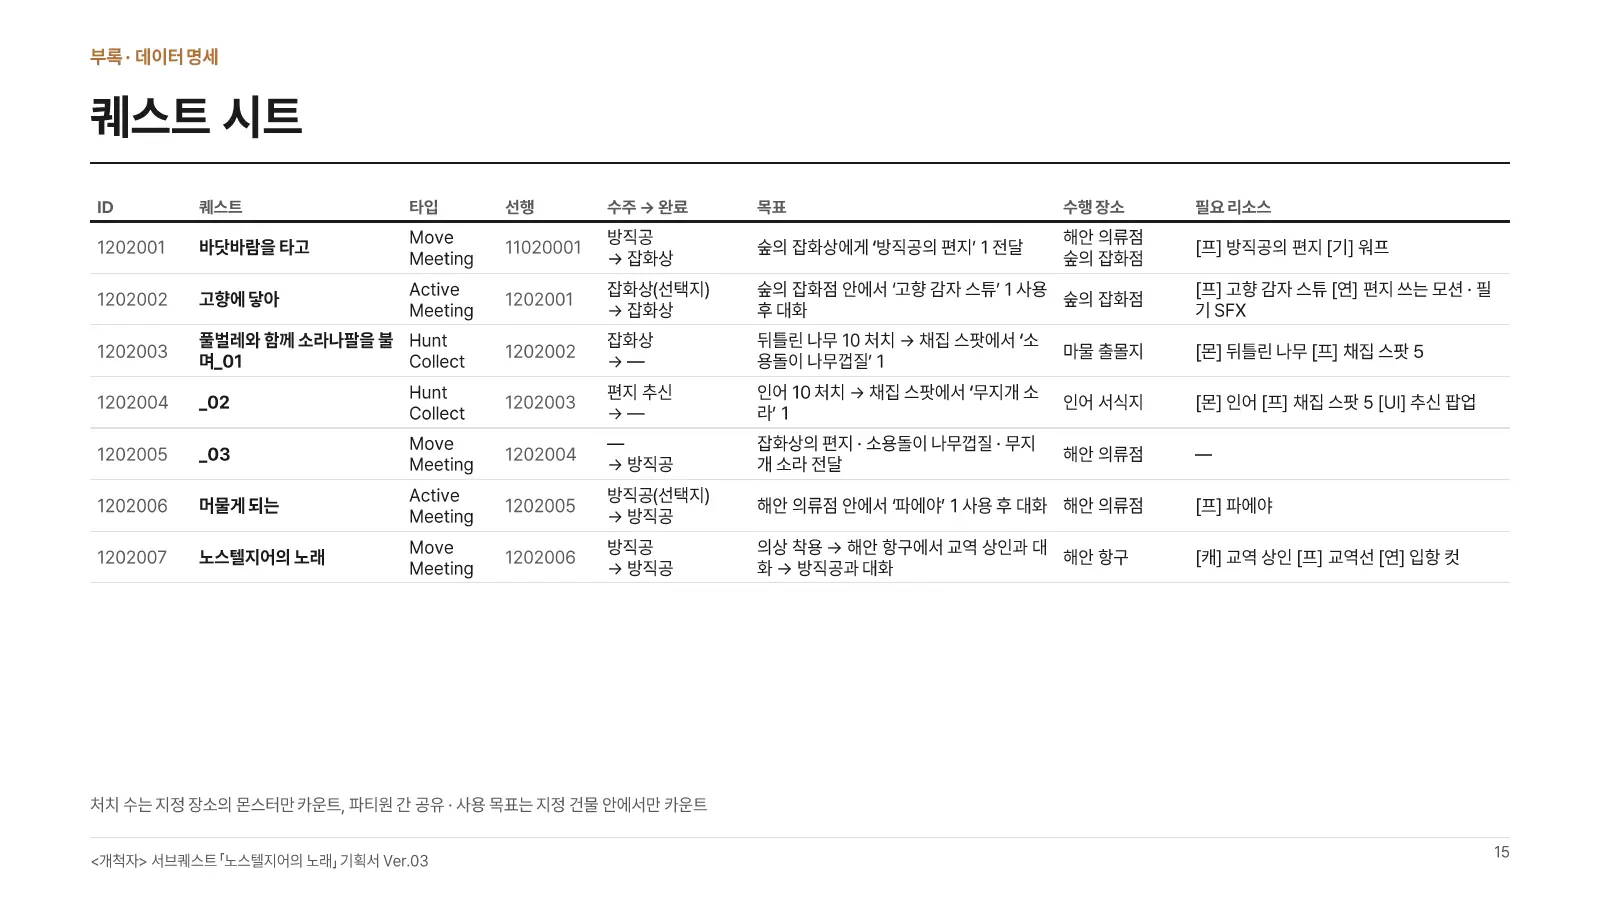 부록 · 데이터 명세
퀘스트 시트
ID 퀘스트 타입 선행 수주 → 완료 목표 수행 장소 필요 리소스
1202001 바닷바람을 타고 Move Meeting 11020001 방직공 → 잡화상 숲의 잡화상에게 ‘방직공의 편지’ 1 전달 해안 의류점 숲의 잡화점 [프] 방직공의 편지 [기] 워프
1202002 고향에 닿아 Active Meeting 1202001 잡화상(선택지) → 잡화상 숲의 잡화점 안에서 ‘고향 감자 스튜’ 1 사용 후 대화 숲의 잡화점 [프] 고향 감자 스튜 [연] 편지 쓰는 모션 · 필기 SFX
1202003 풀벌레와 함께 소라나팔을 불며_01 Hunt Collect 1202002 잡화상 → — 뒤틀린 나무 10 처치 → 채집 스팟에서 ‘소용돌이 나무껍질’ 1 마물 출몰지 [몬] 뒤틀린 나무 [프] 채집 스팟 5
1202004 _02 Hunt Collect 1202003 편지 추신 → — 인어 10 처치 → 채집 스팟에서 ‘무지개 소라’ 1 인어 서식지 [몬] 인어 [프] 채집 스팟 5 [UI] 추신 팝업
1202005 _03 Move Meeting 1202004 — → 방직공 잡화상의 편지 · 소용돌이 나무껍질 · 무지개 소라 전달 해안 의류점 —
1202006 머물게 되는 Active Meeting 1202005 방직공(선택지) → 방직공 해안 의류점 안에서 ‘파에야’ 1 사용 후 대화 해안 의류점 [프] 파에야
1202007 노스텔지어의 노래 Move Meeting 1202006 방직공 → 방직공 의상 착용 → 해안 항구에서 교역 상인과 대화 → 방직공과 대화 해안 항구 [캐] 교역 상인 [프] 교역선 [연] 입항 컷
처치 수는 지정 장소의 몬스터만 카운트, 파티원 간 공유 · 사용 목표는 지정 건물 안에서만 카운트
<개척자> 서브퀘스트 「노스텔지어의 노래」 기획서 Ver.03
15